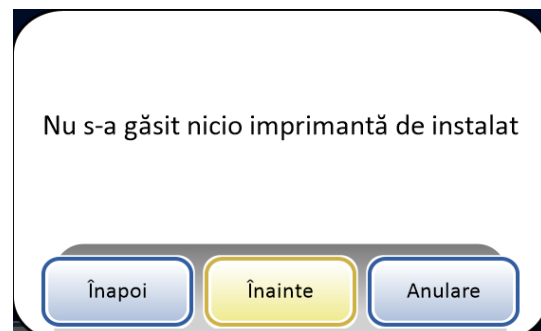 Nu s-a găsit nicio imprimantă de instalat
Înapoi
Înainte
Anulare